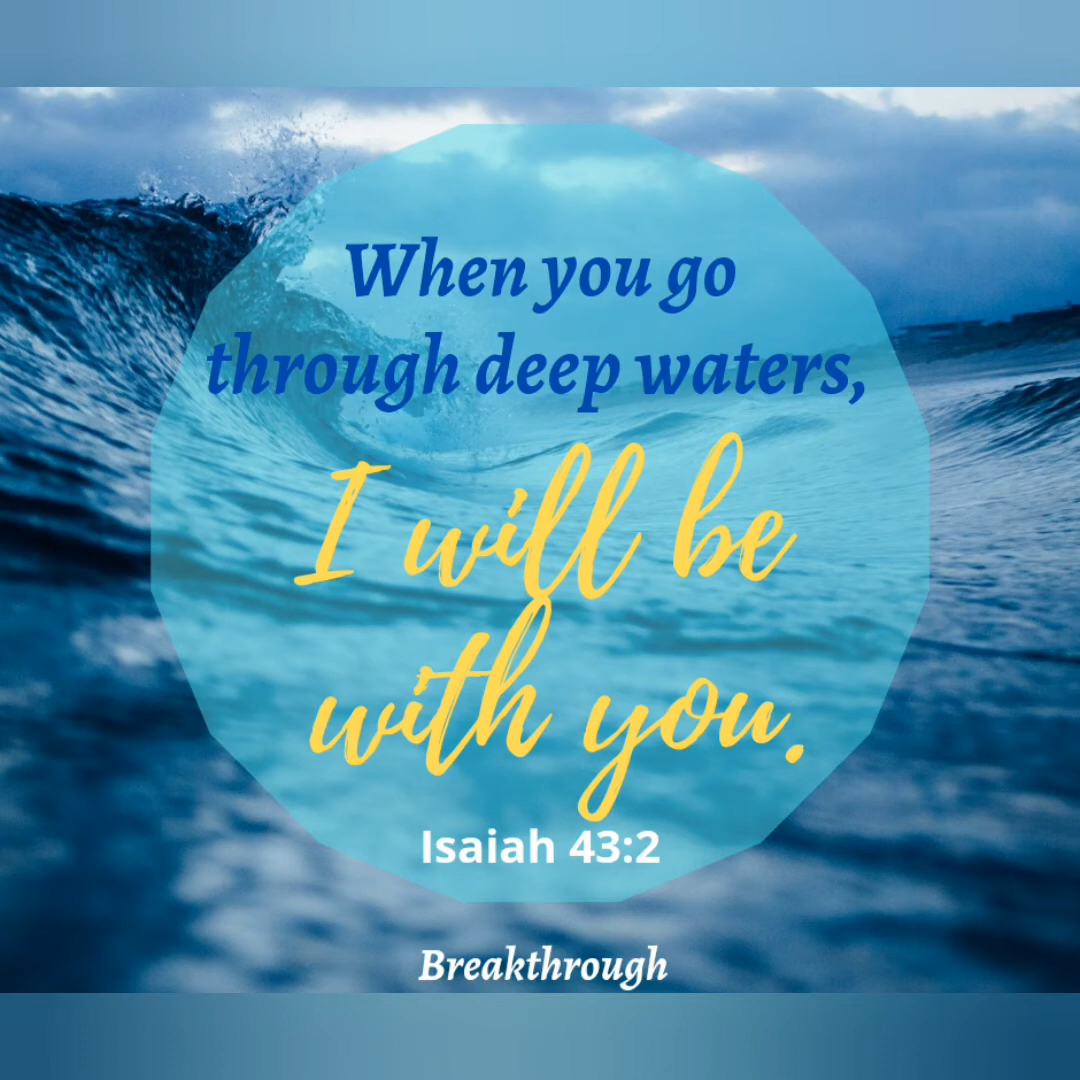 When you go
through deep waters,
I will be
with you.
Isaiah 43:2
Breakthrough